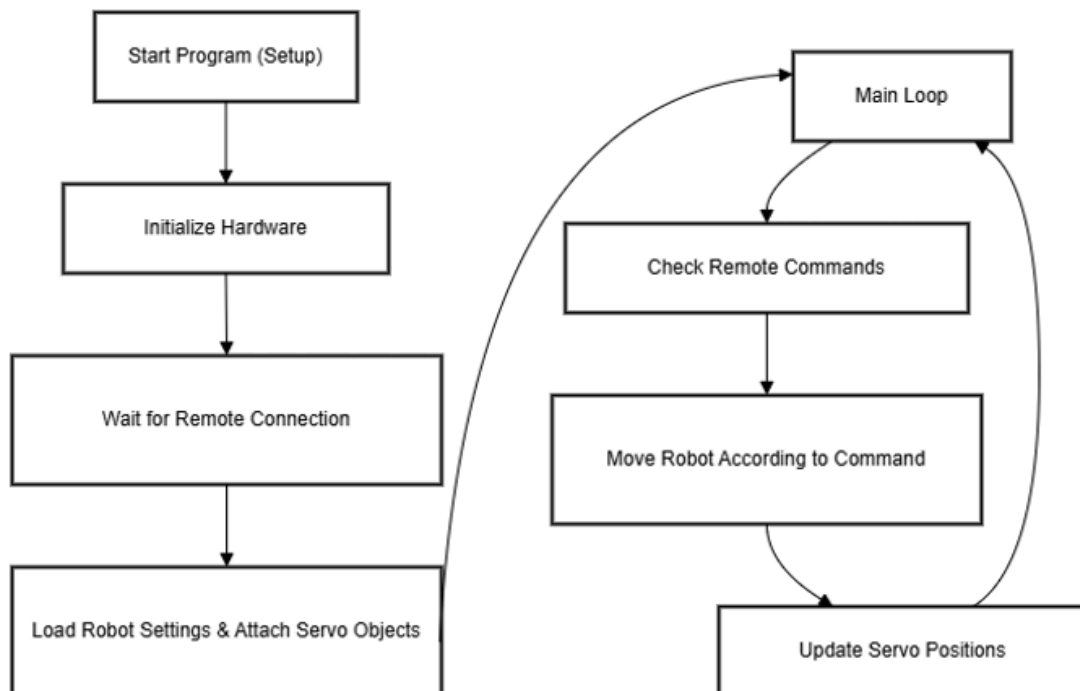 Start Program (Setup)
Initialize Hardware
Wait for Remote Connection
Load Robot Settings & Attach Servo Objects
Main Loop
Check Remote Commands
Move Robot According to Command
Update Servo Positions